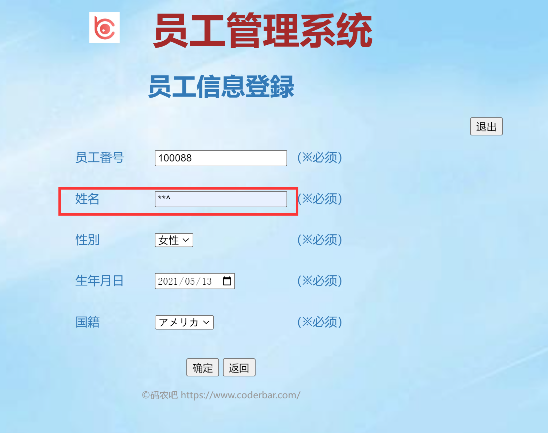 员工管理系统
员工信息登録
退出
员工番号 100088 (※必须)
姓名 **^ (※必须)
性別 女性 (※必须)
生年月日 2021/05/13 (※必须)
国籍 アメリカ (※必须)
确定 返回
©码农吧 https://www.coderbar.com/